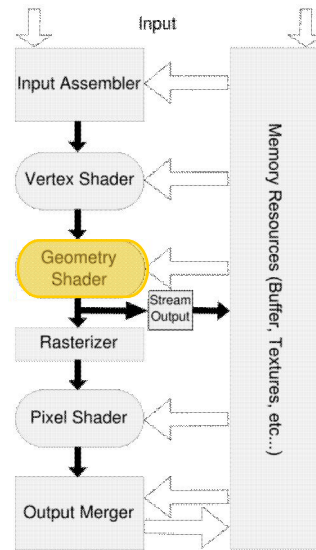 Input
Input Assembler
Vertex Shader
Geometry
Shader
Stream
Output
Rasterizer
Pixel Shader
Output Merger
Memory Resources (Buffer, Textures, etc...)